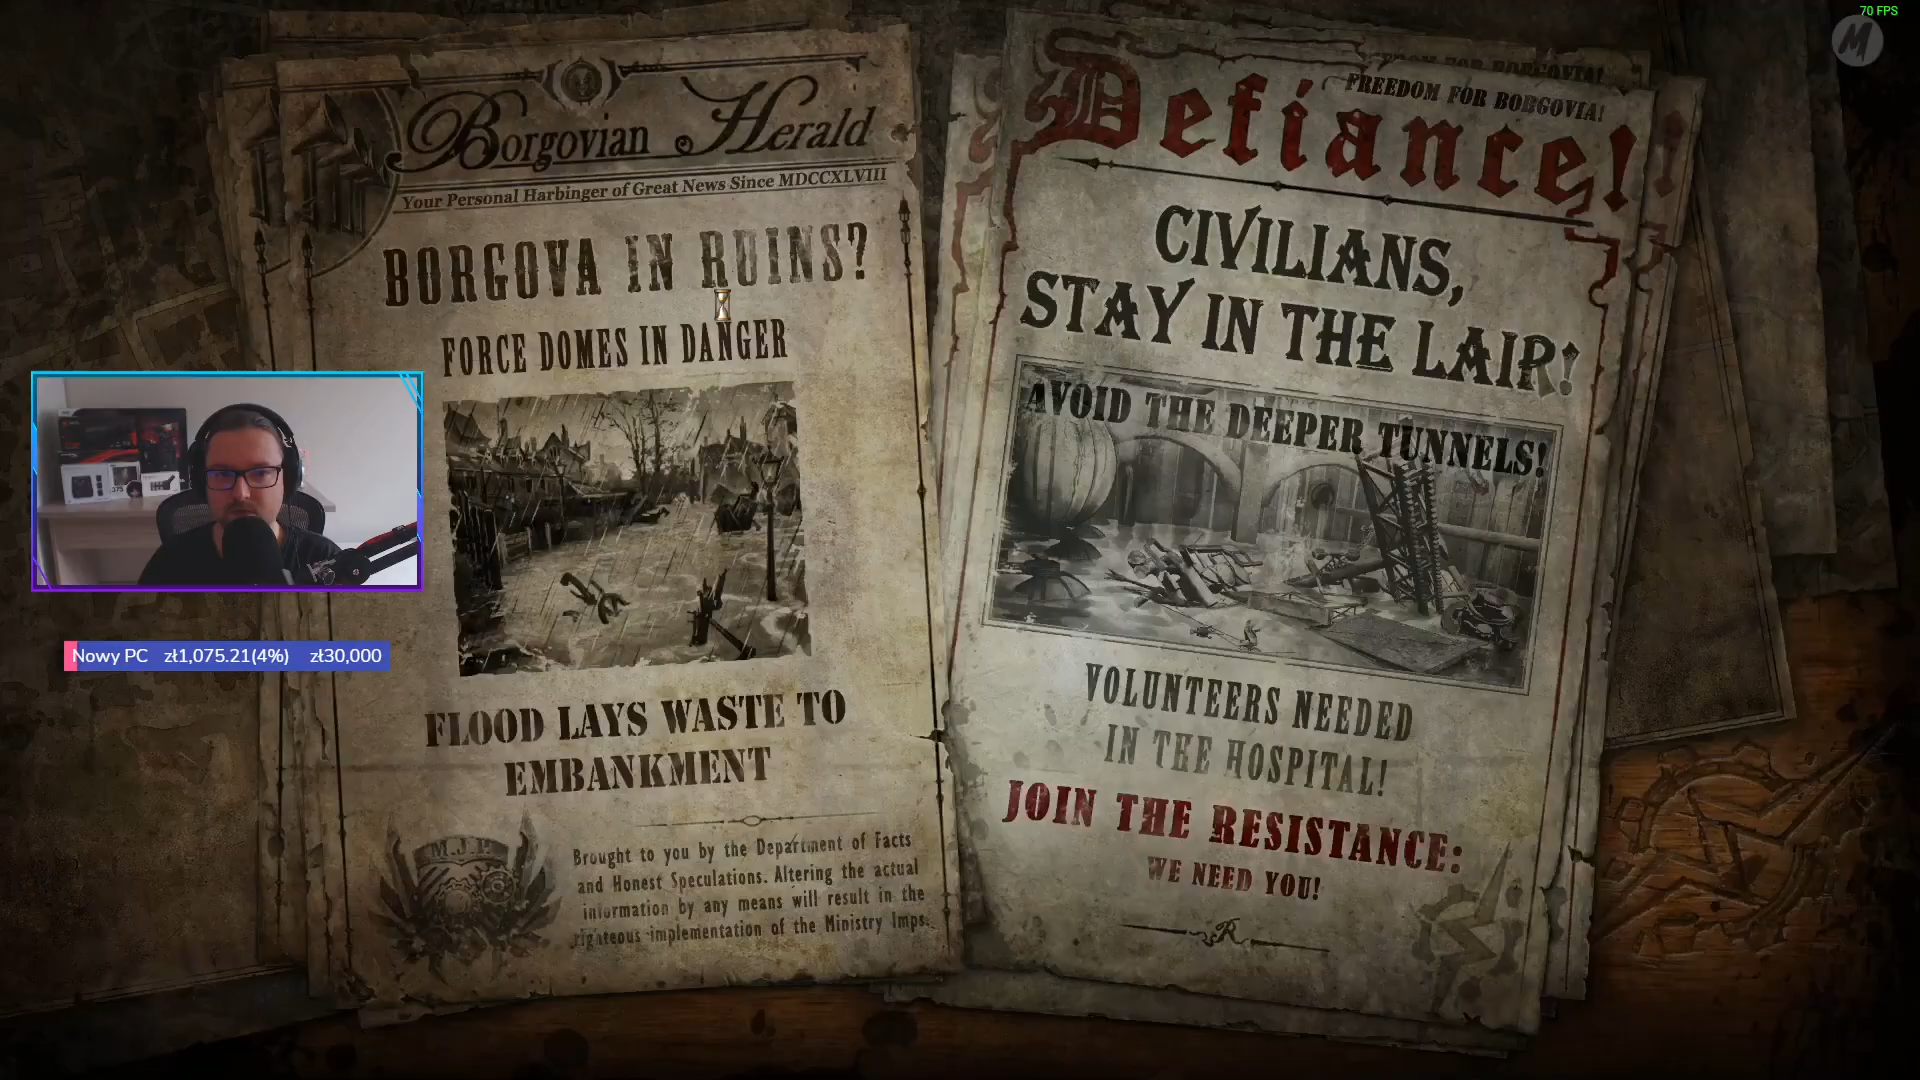 70 FPS
Borgovian Herald
Your Personal Harbinger of Great News Since MDCCXLVIII
BORGOVA IN RUINS?
FORCE DOMES IN DANGER
FLOOD LAYS WASTE TO
EMBANKMENT
Brought to you by the Department of Facts
and Honest Speculations. Altering the actual
information by any means will result in the
righteous implementation of the Ministry Imps.
FREEDOM FOR BORGOVIA!
Defiance!
CIVILIANS,
STAY IN THE LAIR!
AVOID THE DEEPER TUNNELS!
VOLUNTEERS NEEDED
IN THE HOSPITAL!
JOIN THE RESISTANCE:
WE NEED YOU!
R
Nowy PC zł1,075.21(4%) zł30,000